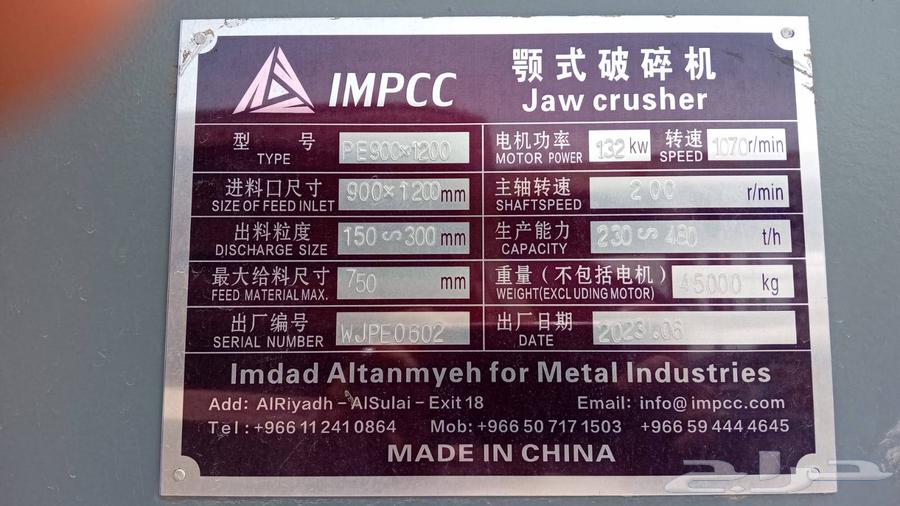 IMPCC
颚式破碎机
Jaw crusher
型 号 PE900×1200
TYPE
电机功率 132 kw 转速 1070 r/min
MOTOR POWER SPEED
进料口尺寸 900×1200 mm
SIZE OF FEED INLET
主轴转速 200 r/min
SHAFTSPEED
出料粒度 150∽300 mm
DISCHARGE SIZE
生产能力 230∽480 t/h
CAPACITY
最大给料尺寸 750 mm
FEED MATERIAL MAX.
重量（不包括电机） 45000 kg
WEIGHT(EXCLUDING MOTOR)
出厂编号 WJPE0602
SERIAL NUMBER
出厂日期 2023.06
DATE
Imdad Altanmyeh for Metal Industries
Add: AlRiyadh - AlSulai - Exit 18 Email: info@impcc.com
Tel: +966 11 241 0864 Mob: +966 50 717 1503 +966 59 444 4645
MADE IN CHINA
حراج